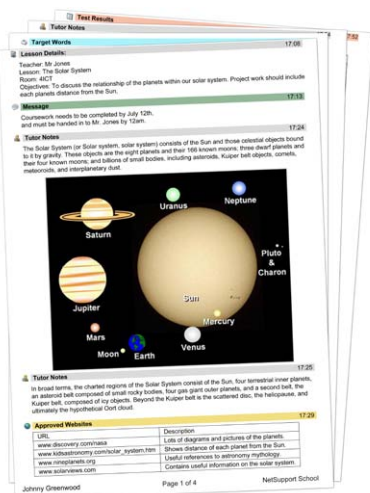 Test Results
Tutor Notes
17:52
Target Words
17:06
Lesson Details:
Teacher: Mr Jones
Lesson: The Solar System
Room: 4ICT
Objectives: To discuss the relationship of the planets within our solar system. Project work should include
each planets distance from the Sun.
17:13
Message
Coursework needs to be completed by July 12th,
and must be handed in to Mr. Jones by 12am.
17:24
Tutor Notes
The Solar System (or Solar system, solar system) consists of the Sun and those celestial objects bound
to it by gravity. These objects are the eight planets and their 166 known moons; three dwarf planets and
their four known moons; and billions of small bodies, including asteroids, Kuiper belt objects, comets,
meteoroids, and interplanetary dust.
Uranus
Neptune
Saturn
Pluto
&
Charon
Sun
Jupiter
Mercury
Mars
Venus
Moon
Earth
17:25
Tutor Notes
In broad terms, the charted regions of the Solar System consist of the Sun, four terrestrial inner planets,
an asteroid belt composed of small rocky bodies, four gas giant outer planets, and a second belt, the
Kuiper belt, composed of icy objects. Beyond the Kuiper belt is the scattered disc, the heliopause, and
ultimately the hypothetical Oort cloud.
17:29
Approved Websites
URL Description
www.discovery.com/nasa Lots of diagrams and pictures of the planets.
www.kidsastronomy.com/solar_system.htm Shows distance of each planet from the Sun.
www.nineplanets.org Useful references to astronomy mythology.
www.solarviews.com Contains useful information on the solar system.
Johnny Greenwood Page 1 of 4 NetSupport School